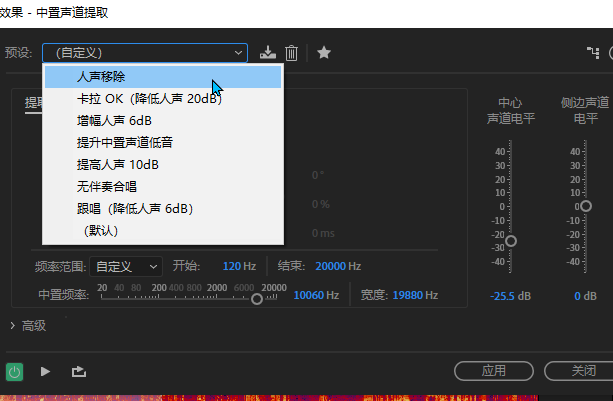 效果 - 中置声道提取
预设: （自定义）
人声移除
卡拉 OK（降低人声 20dB）
增幅人声 6dB
提升中置声道低音
提高人声 10dB
无伴奏合唱
跟唱（降低人声 6dB）
（默认）
提取
0 °
0 %
0 ms
中心
声道电平
侧边声道
电平
40 40
30 30
20 20
10 10
0 0
-10 -10
-20 -20
-30 -30
-40 -40
-25.5 dB 0 dB
频率范围: 自定义 开始: 120 Hz 结束: 20000 Hz
20 40 80 200 400 800 2000 6000 20000
中置频率: 10060 Hz 宽度: 19880 Hz
高级
应用 关闭